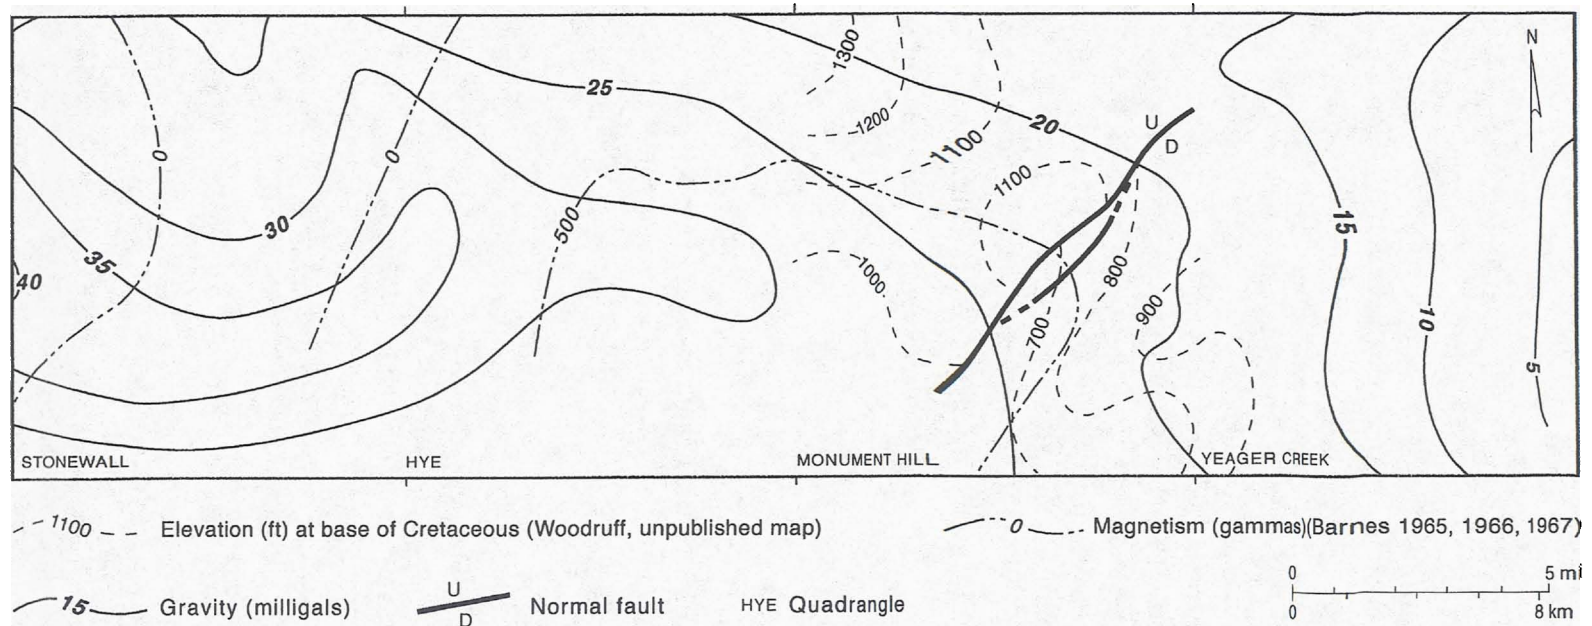 N
1300
25
1200
20
U
1100
D
0
0
1100
500
15
30
35
800
1000
40
900
10
700
5
STONEWALL
HYE
MONUMENT HILL
YEAGER CREEK
1100 Elevation (ft) at base of Cretaceous (Woodruff, unpublished map)
0 Magnetism (gammas)(Barnes 1965, 1966, 1967)
0 5 mi
15 Gravity (milligals)
U
D
Normal fault
HYE Quadrangle
0 8 km